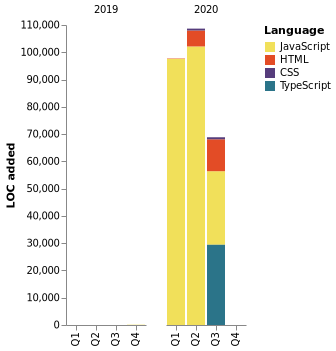 2019
2020
Language
JavaScript
HTML
CSS
TypeScript
LOC added
110,000
100,000
90,000
80,000
70,000
60,000
50,000
40,000
30,000
20,000
10,000
0
Q1
Q2
Q3
Q4
Q1
Q2
Q3
Q4